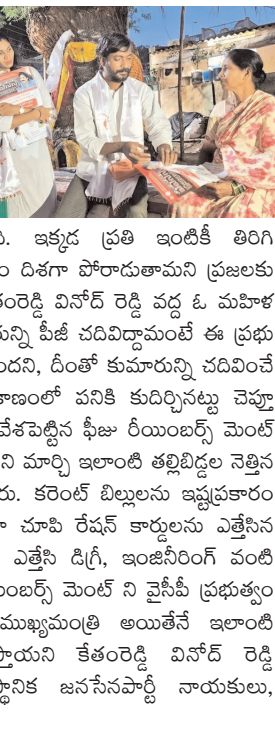 ది. ఇక్కడ ప్రతి ఇంటికీ తిరిగి
ం దిశగా పోరాడుతామని ప్రజలకు
తంరెడ్డి వినోద్ రెడ్డి వద్ద ఓ మహిళ
రున్ని పీజీ చదివిద్దామంటే ఈ ప్రభు
ందని, దీంతో కుమారున్ని చదివించే
కాణంలో పనికి కుదిర్చినట్టు చెప్తూ
వేశపెట్టిన ఫీజు రీయింబర్స్ మెంట్
ని మార్చి ఇలాంటి తల్లిబిడ్డల నెత్తిన
రు. కరెంట్ బిల్లులను ఇష్టప్రకారం
ా చూపి రేషన్ కార్డులను ఎత్తేసిన
ఎత్తేసి డిగ్రీ, ఇంజినీరింగ్ వంటి
ుంబర్స్ మెంట్ ని వైసీపీ ప్రభుత్వం
ముఖ్యమంత్రి అయితేనే ఇలాంటి
స్తాయని కేతంరెడ్డి వినోద్ రెడ్డి
స్థానిక జనసేనపార్టీ నాయకులు,